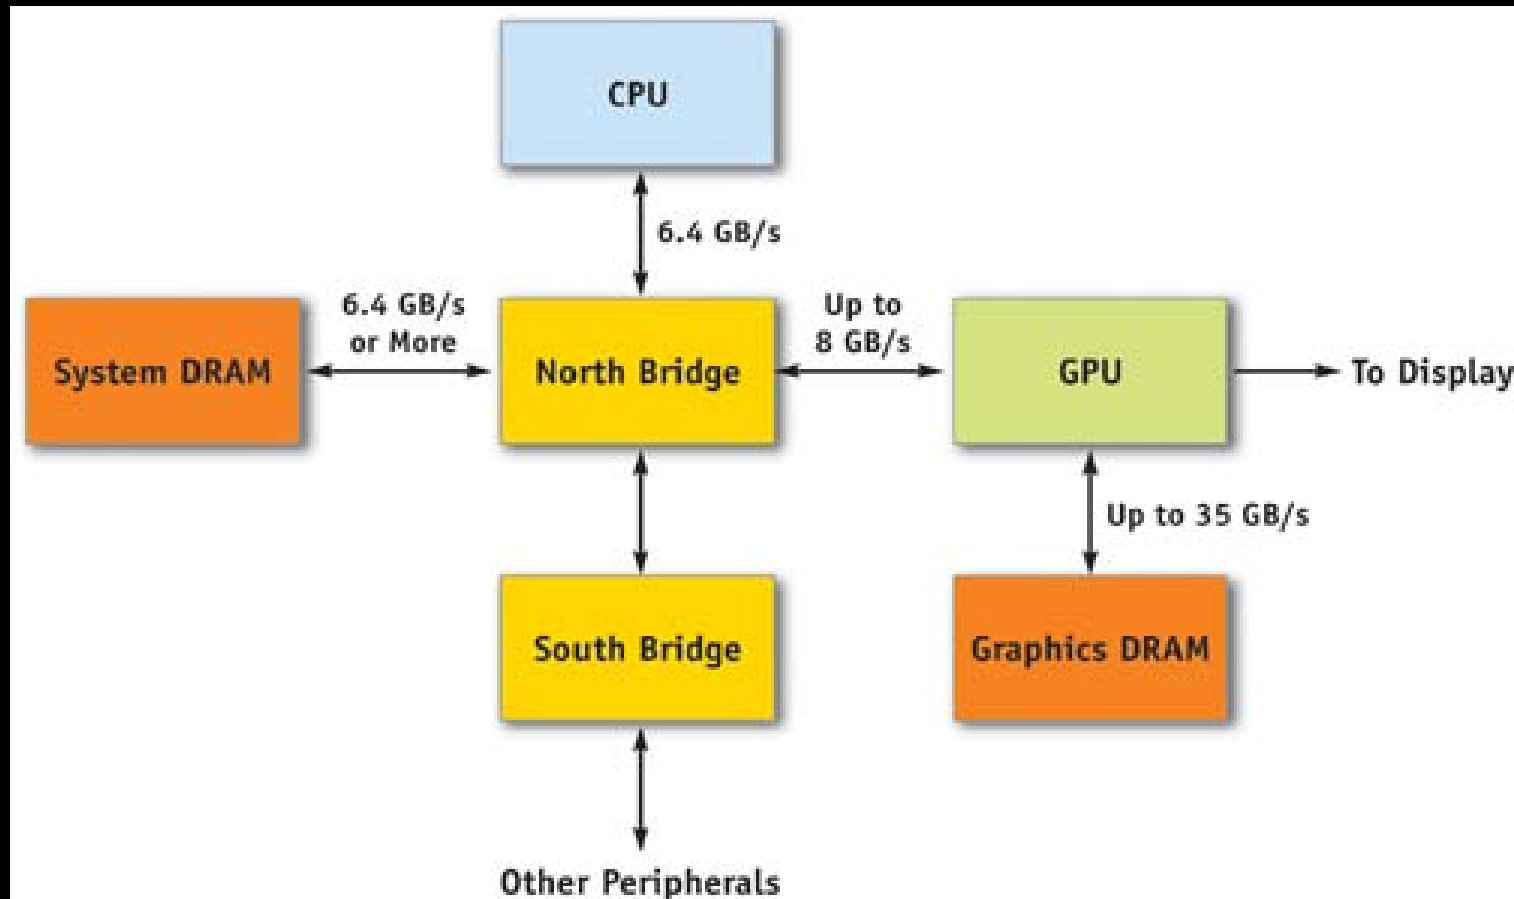 CPU
6.4 GB/s
6.4 GB/s
or More
Up to
8 GB/s
System DRAM
North Bridge
GPU
To Display
Up to 35 GB/s
South Bridge
Graphics DRAM
Other Peripherals